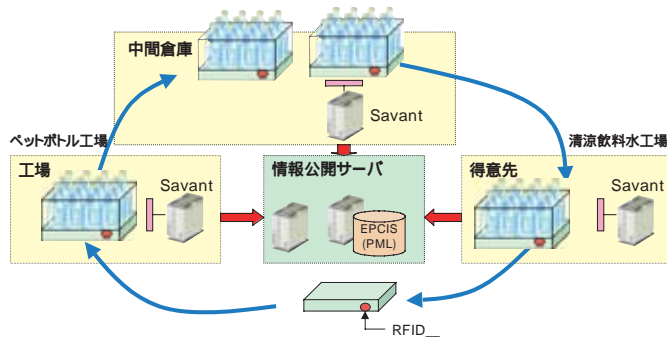 中間倉庫
Savant
ペットボトル工場
清涼飲料水工場
工場
Savant
情報公開サーバ
EPCIS
(PML)
得意先
Savant
RFID__